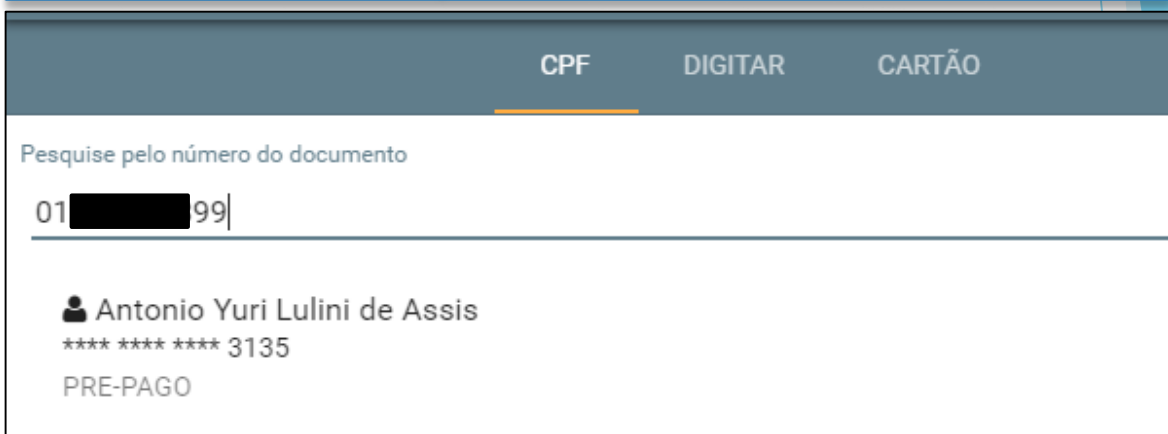 CPF DIGITAR CARTÃO
Pesquise pelo número do documento
01 99
Antonio Yuri Lulini de Assis
**** **** **** 3135
PRE-PAGO